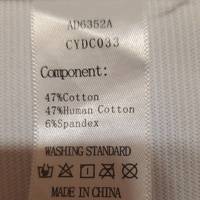 AD6352A
CYDC033
Component:
47%Cotton
47%Human Cotton
6%Spandex
WASHING STANDARD
MADE IN CHINA